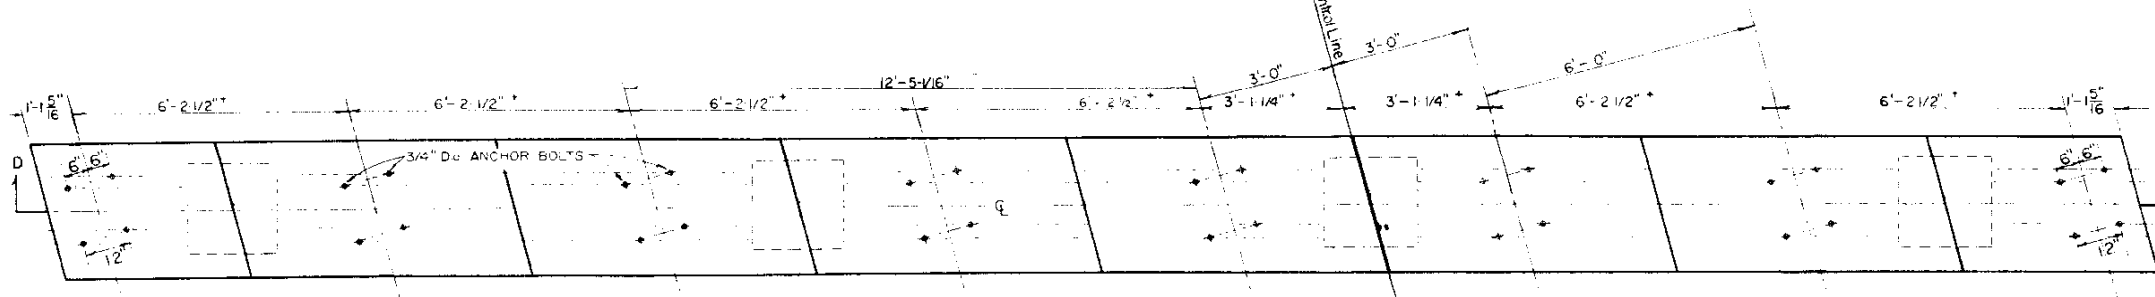 ntrol Line
3'-0"
3'-0"
6'-0"
12'-5-1/16"
1'-1 5/16"
6'-2-1/2" +
6'-2-1/2" +
6'-2-1/2" +
6'-2 1/2" +
3'-1-1/4" +
3'-1-1/4" +
6'-2 1/2" +
6'-2 1/2" +
1'-1 5/16"
D
6" 6"
3/4" Dia ANCHOR BOLTS
6" 6"
℄
12"
12"